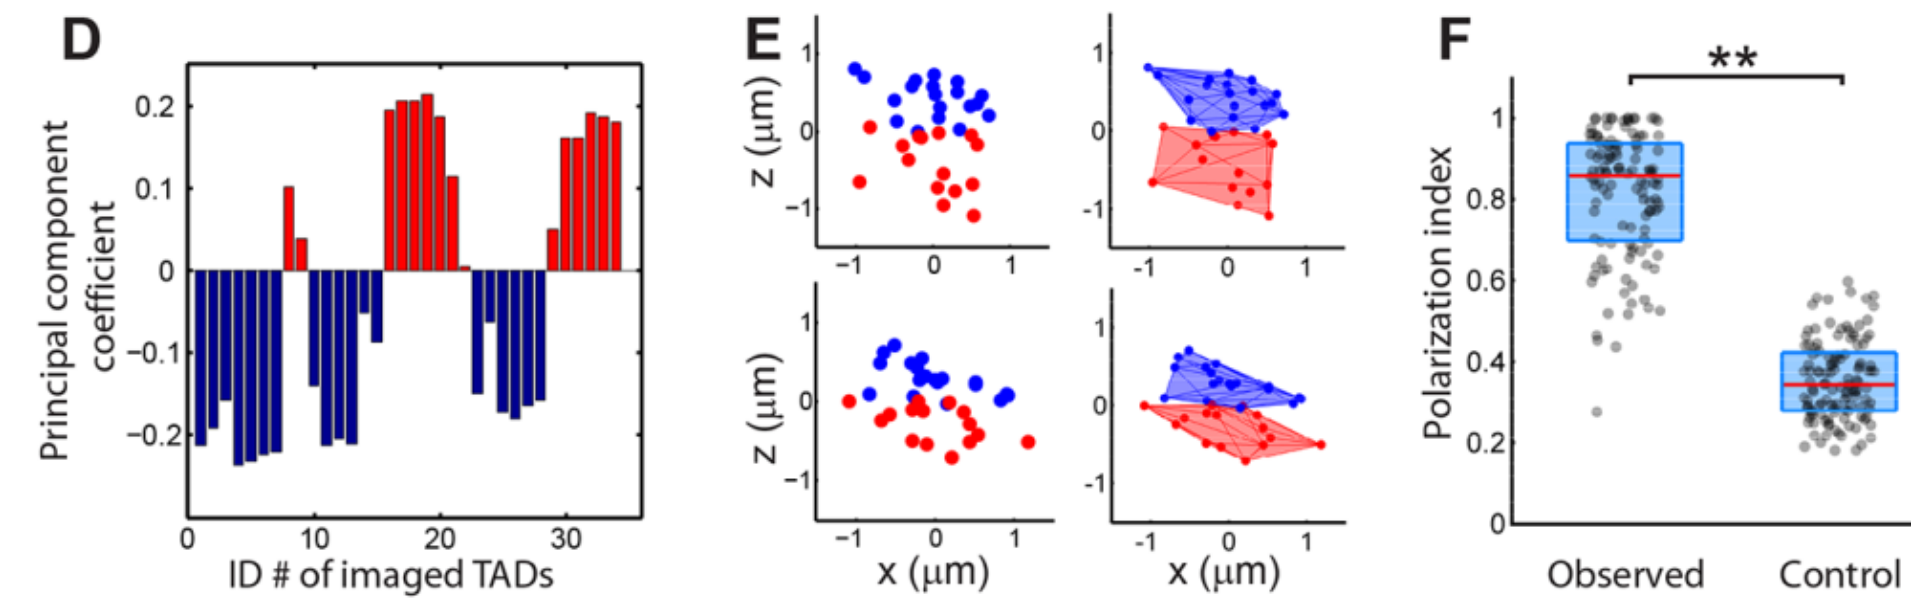 D
Principal component
coefficient
0.2
0.1
0
−0.1
−0.2
0 10 20 30
ID # of imaged TADs
E
z (μm)
1
0
−1
−1 0 1
1
0
-1
-1 0 1
z (μm)
1
0
−1
−1 0 1
x (μm)
1
0
-1
-1 0 1
x (μm)
F
**
Polarization index
1
0.8
0.6
0.4
0.2
0
Observed Control